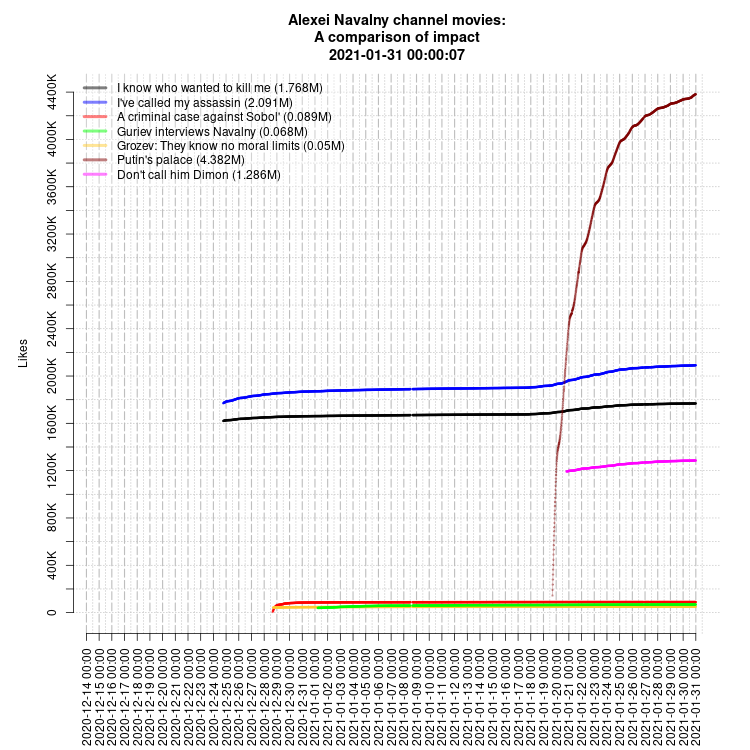 Alexei Navalny channel movies:
A comparison of impact
2021-01-31 00:00:07
I know who wanted to kill me (1.768M)
I've called my assassin (2.091M)
A criminal case against Sobol' (0.089M)
Guriev interviews Navalny (0.068M)
Grozev: They know no moral limits (0.05M)
Putin's palace (4.382M)
Don't call him Dimon (1.286M)
Likes
4400K
4000K
3600K
3200K
2800K
2400K
2000K
1600K
1200K
800K
400K
0
2020-12-14 00:00
2020-12-15 00:00
2020-12-16 00:00
2020-12-17 00:00
2020-12-18 00:00
2020-12-19 00:00
2020-12-20 00:00
2020-12-21 00:00
2020-12-22 00:00
2020-12-23 00:00
2020-12-24 00:00
2020-12-25 00:00
2020-12-26 00:00
2020-12-27 00:00
2020-12-28 00:00
2020-12-29 00:00
2020-12-30 00:00
2020-12-31 00:00
2021-01-01 00:00
2021-01-02 00:00
2021-01-03 00:00
2021-01-04 00:00
2021-01-05 00:00
2021-01-06 00:00
2021-01-07 00:00
2021-01-08 00:00
2021-01-09 00:00
2021-01-10 00:00
2021-01-11 00:00
2021-01-12 00:00
2021-01-13 00:00
2021-01-14 00:00
2021-01-15 00:00
2021-01-16 00:00
2021-01-17 00:00
2021-01-18 00:00
2021-01-19 00:00
2021-01-20 00:00
2021-01-21 00:00
2021-01-22 00:00
2021-01-23 00:00
2021-01-24 00:00
2021-01-25 00:00
2021-01-26 00:00
2021-01-27 00:00
2021-01-28 00:00
2021-01-29 00:00
2021-01-30 00:00
2021-01-31 00:00